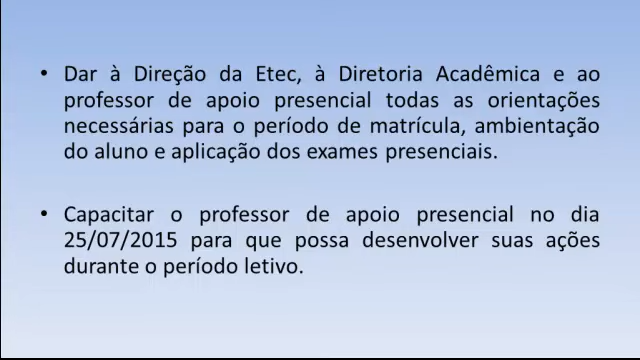 • Dar à Direção da Etec, à Diretoria Acadêmica e ao
professor de apoio presencial todas as orientações
necessárias para o período de matrícula, ambientação
do aluno e aplicação dos exames presenciais.
• Capacitar o professor de apoio presencial no dia
25/07/2015 para que possa desenvolver suas ações
durante o período letivo.